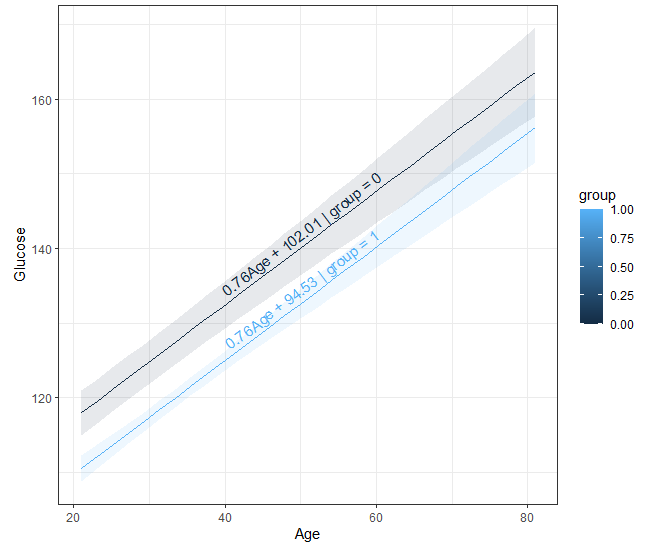 160
140
120
20
40
60
80
Glucose
Age
0.76Age + 102.01 | group = 0
0.76Age + 94.53 | group = 1
group
1.00
0.75
0.50
0.25
0.00